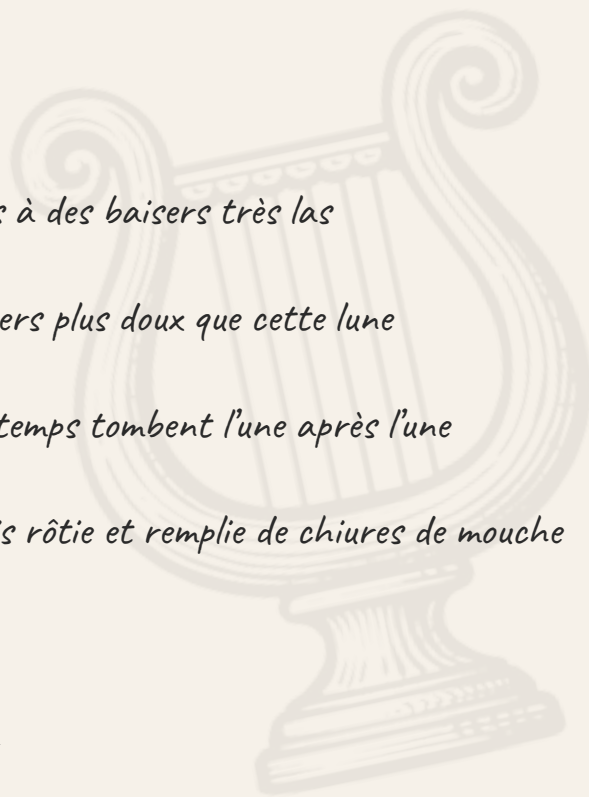 à des baisers très las
plus doux que cette lune
temps tombent l’une après l’une
rôtie et remplie de chiures de mouche